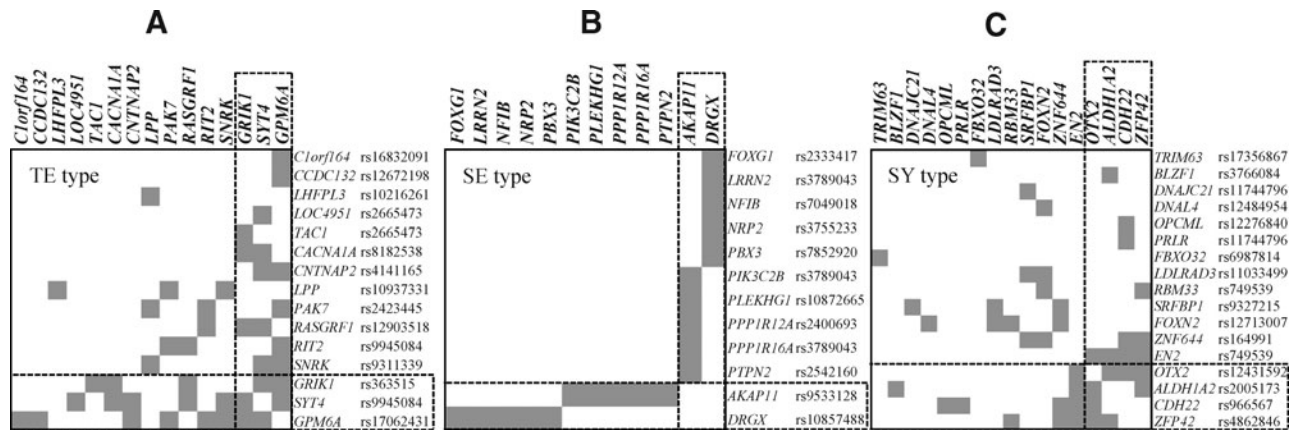 A
B
C
C1orf164
CCDC132
LHFPL3
LOC4951
TAC1
CACNA1A
CNTNAP2
LPP
PAK7
RASGRF1
RIT2
SNRK
GRIK1
SYT4
GPM6A
FOXG1
LRRN2
NFIB
NRP2
PBX3
PIK3C2B
PLEKHG1
PPP1R12A
PPP1R16A
PTPN2
AKAP11
DRGX
TRIM63
BLZF1
DNAJC21
DNAL4
OPCML
PRLR
FBXO32
LDLRAD3
RBM33
SRFBP1
FOXN2
ZNF644
EN2
OTX2
ALDH1A2
CDH22
ZFP42
TE type
C1orf164 rs16832091
CCDC132 rs12672198
LHFPL3 rs10216261
LOC4951 rs2665473
TAC1 rs2665473
CACNA1A rs8182538
CNTNAP2 rs4141165
LPP rs10937331
PAK7 rs2423445
RASGRF1 rs12903518
RIT2 rs9945084
SNRK rs9311339
GRIK1 rs363515
SYT4 rs9945084
GPM6A rs17062431
SE type
FOXG1 rs2333417
LRRN2 rs3789043
NFIB rs7049018
NRP2 rs3755233
PBX3 rs7852920
PIK3C2B rs3789043
PLEKHG1 rs10872665
PPP1R12A rs2400693
PPP1R16A rs3789043
PTPN2 rs2542160
AKAP11 rs9533128
DRGX rs10857488
SY type
TRIM63 rs17356867
BLZF1 rs3766084
DNAJC21 rs11744796
DNAL4 rs12484954
OPCML rs12276840
PRLR rs11744796
FBXO32 rs6987814
LDLRAD3 rs11033499
RBM33 rs749539
SRFBP1 rs9327215
FOXN2 rs12713007
ZNF644 rs164991
EN2 rs749539
OTX2 rs12431592
ALDH1A2 rs2005173
CDH22 rs966567
ZFP42 rs4862846